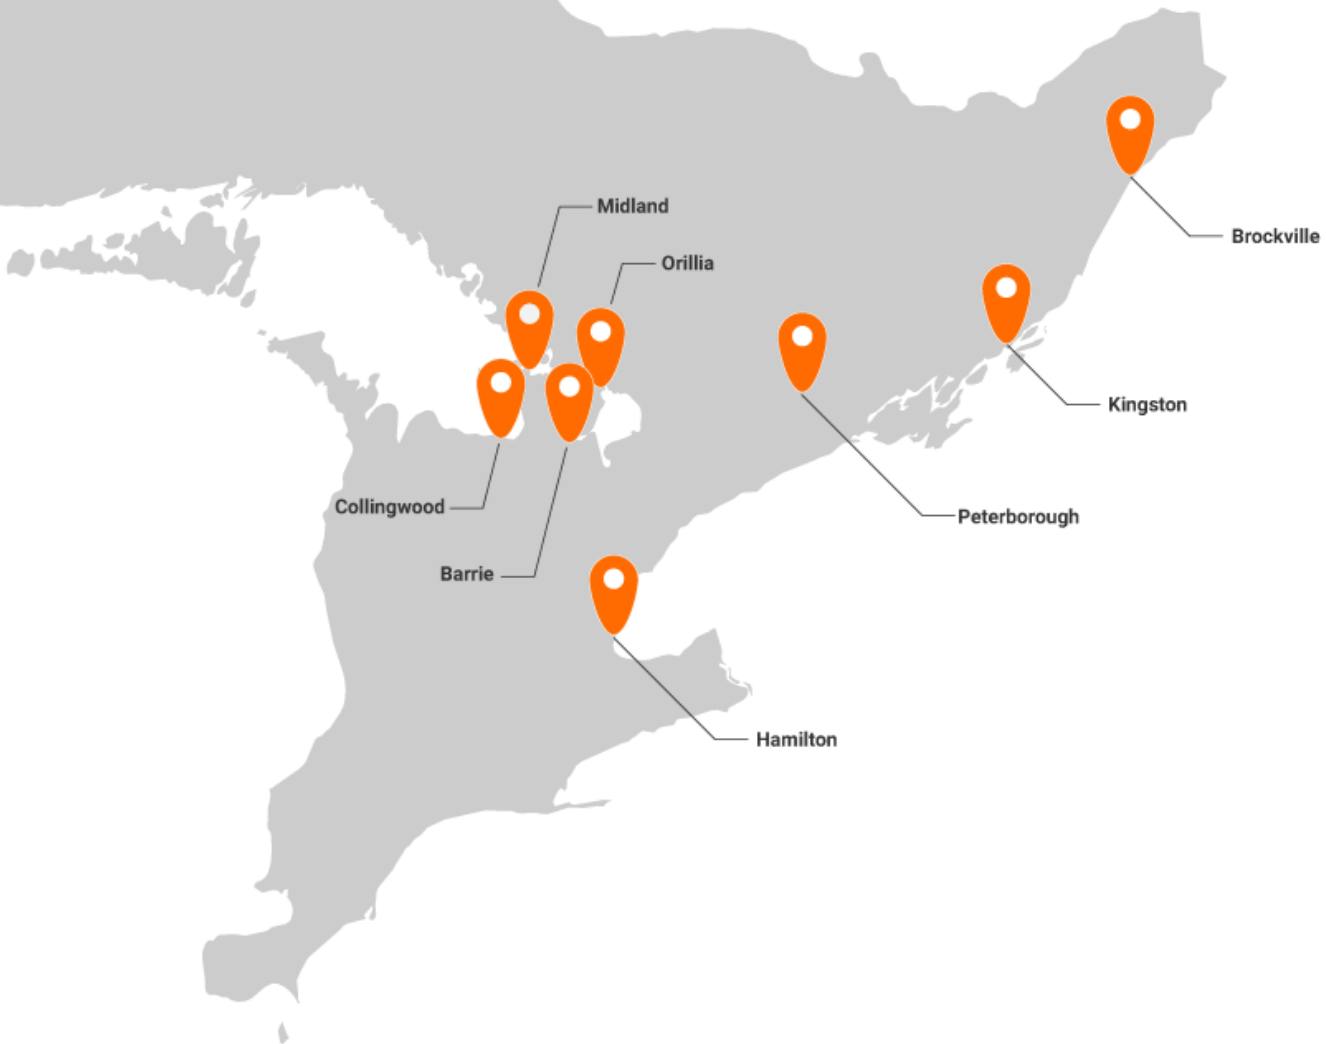 Midland
Brockville
Orillia
Kingston
Collingwood
Peterborough
Barrie
Hamilton